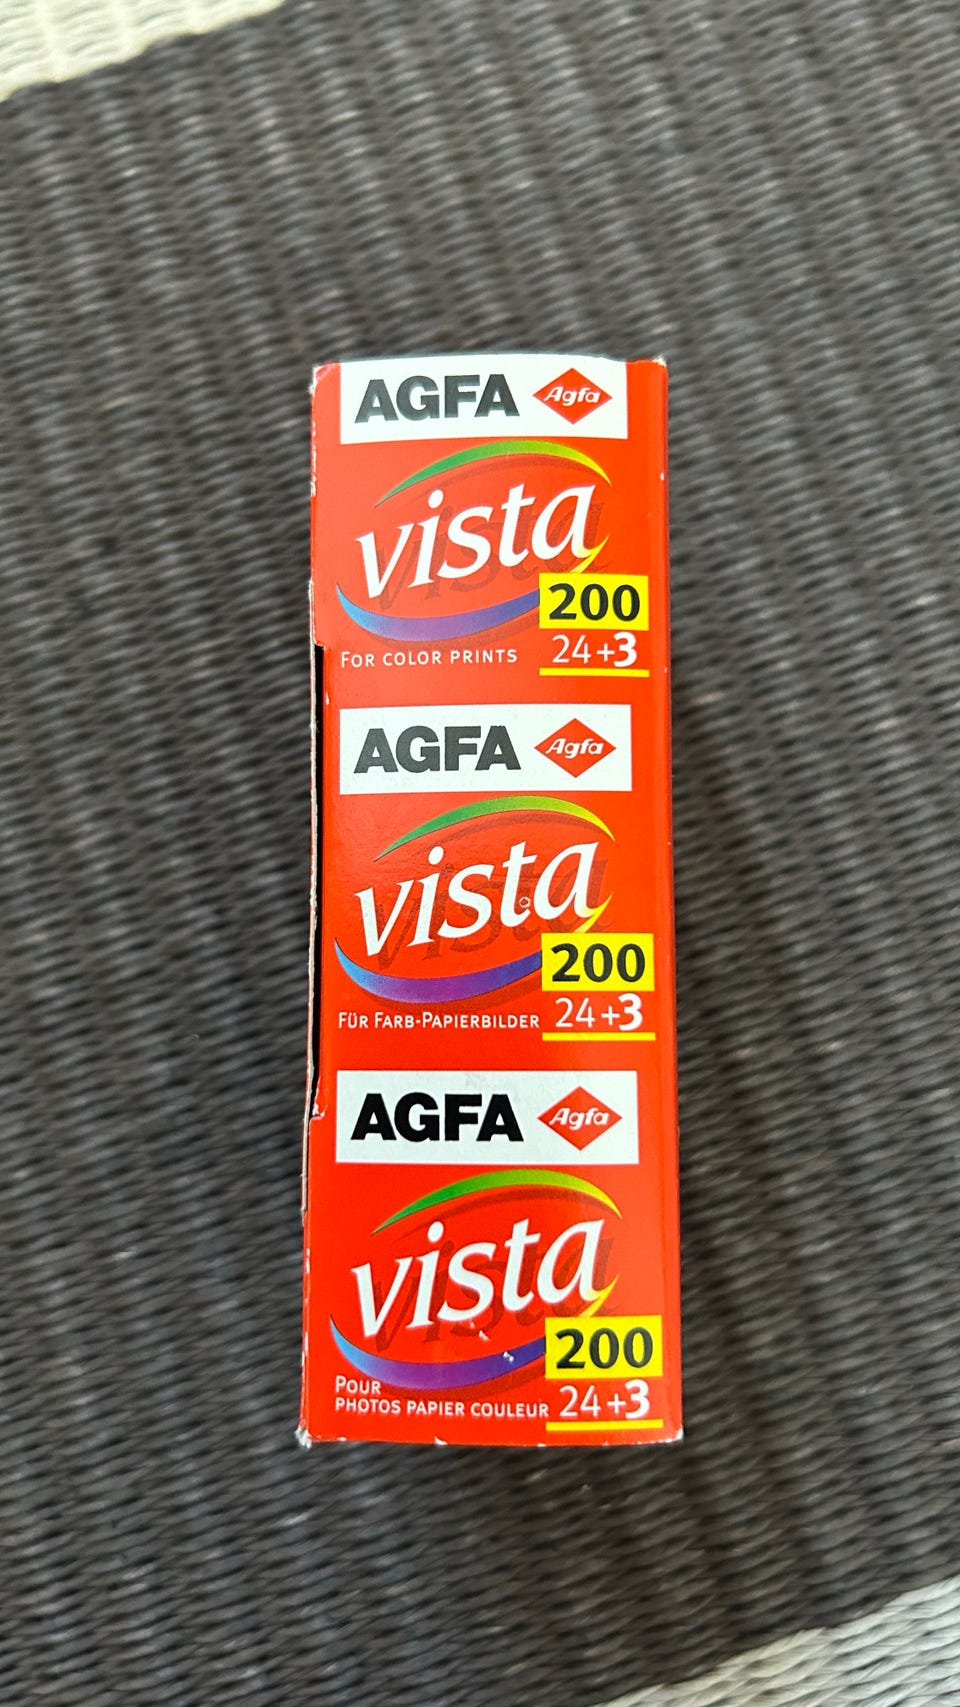 AGFA Agfa
vista
200
24+3
FOR COLOR PRINTS
AGFA Agfa
vista
200
24+3
FÜR FARB-PAPIERBILDER
AGFA Agfa
vista
200
24+3
POUR
PHOTOS PAPIER COULEUR